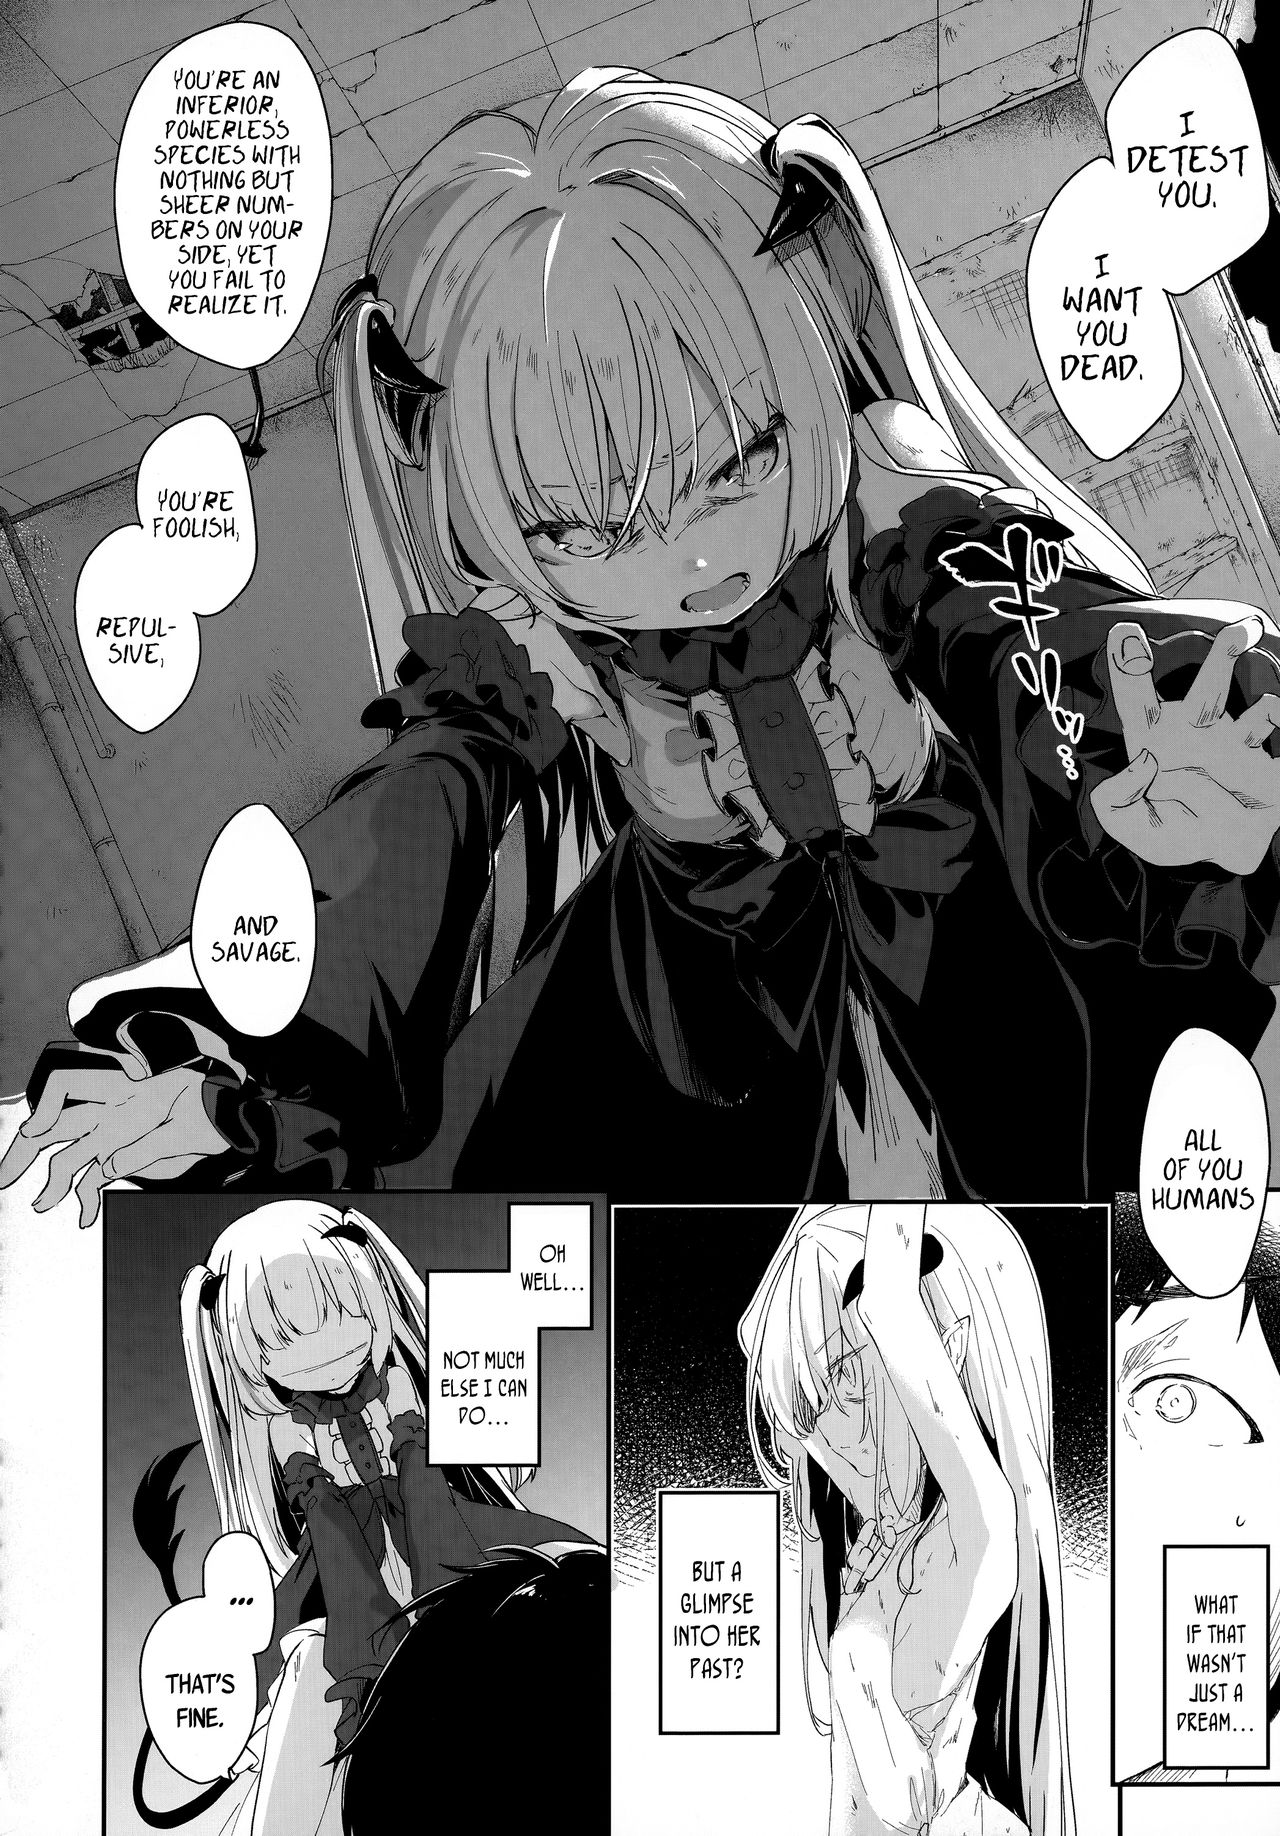 I
DETEST
YOU.
I
WANT
YOU
DEAD.
YOU'RE AN
INFERIOR,
POWERLESS
SPECIES WITH
NOTHING BUT
SHEER NUM-
BERS ON YOUR
SIDE, YET
YOU FAIL TO
REALIZE IT.
YOU'RE
FOOLISH,
REPUL-
SIVE,
AND
SAVAGE.
ALL
OF YOU
HUMANS
WHAT
IF THAT
WASN'T
JUST A
DREAM...
BUT A
GLIMPSE
INTO HER
PAST?
OH
WELL...
NOT MUCH
ELSE I CAN
DO...
...
THAT'S
FINE.